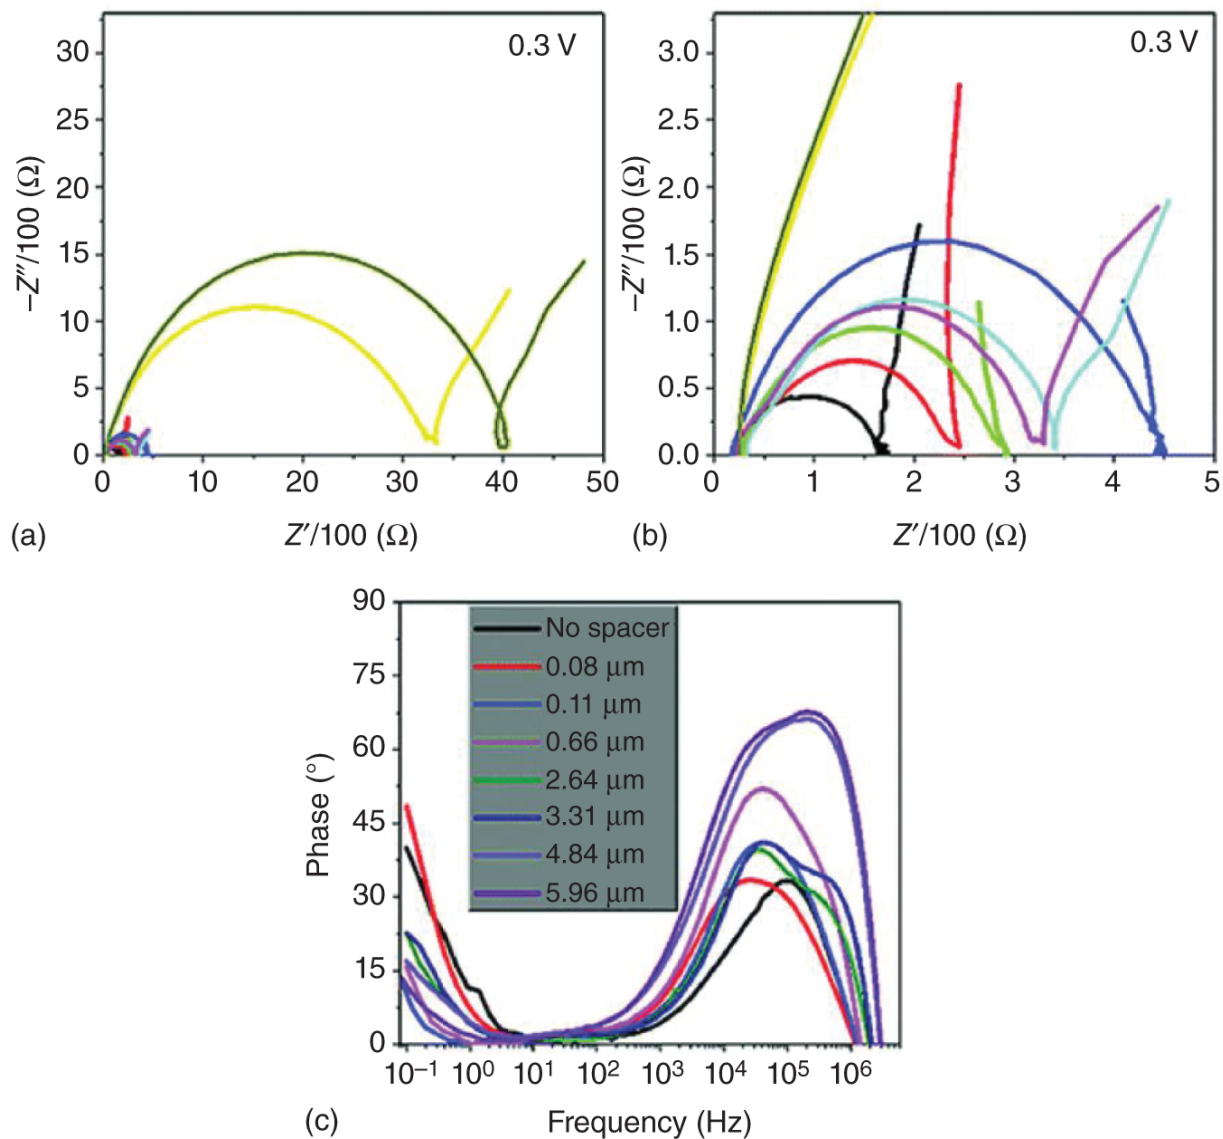 0.3 V
30
25
20
15
10
5
0
–Z″/100 (Ω)
0 10 20 30 40 50
Z′/100 (Ω)
(a)
0.3 V
3.0
2.5
2.0
1.5
1.0
0.5
0.0
–Z″/100 (Ω)
0 1 2 3 4 5
Z′/100 (Ω)
(b)
90
75
60
45
30
15
0
Phase (°)
No spacer
0.08 μm
0.11 μm
0.66 μm
2.64 μm
3.31 μm
4.84 μm
5.96 μm
10⁻¹ 10⁰ 10¹ 10² 10³ 10⁴ 10⁵ 10⁶
Frequency (Hz)
(c)